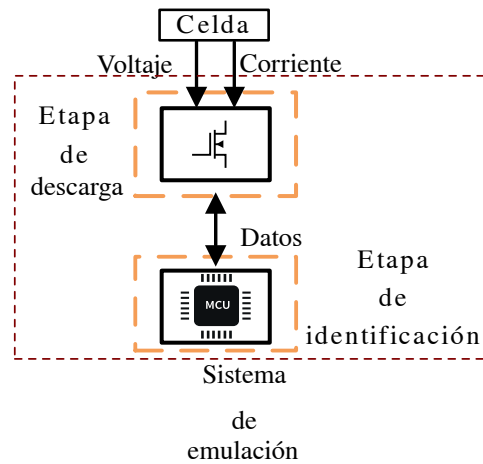 Celda
Voltaje
Corriente
Etapa
de
descarga
Datos
Etapa
de
identificación
MCU
Sistema
de
emulación